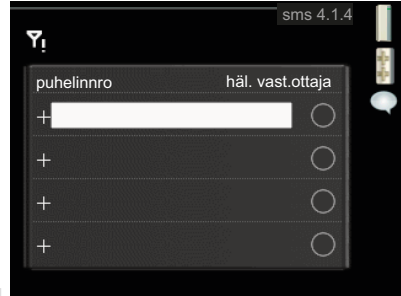 sms 4.1.4
puhelinnro häl. vast.ottaja
+
+
+
+